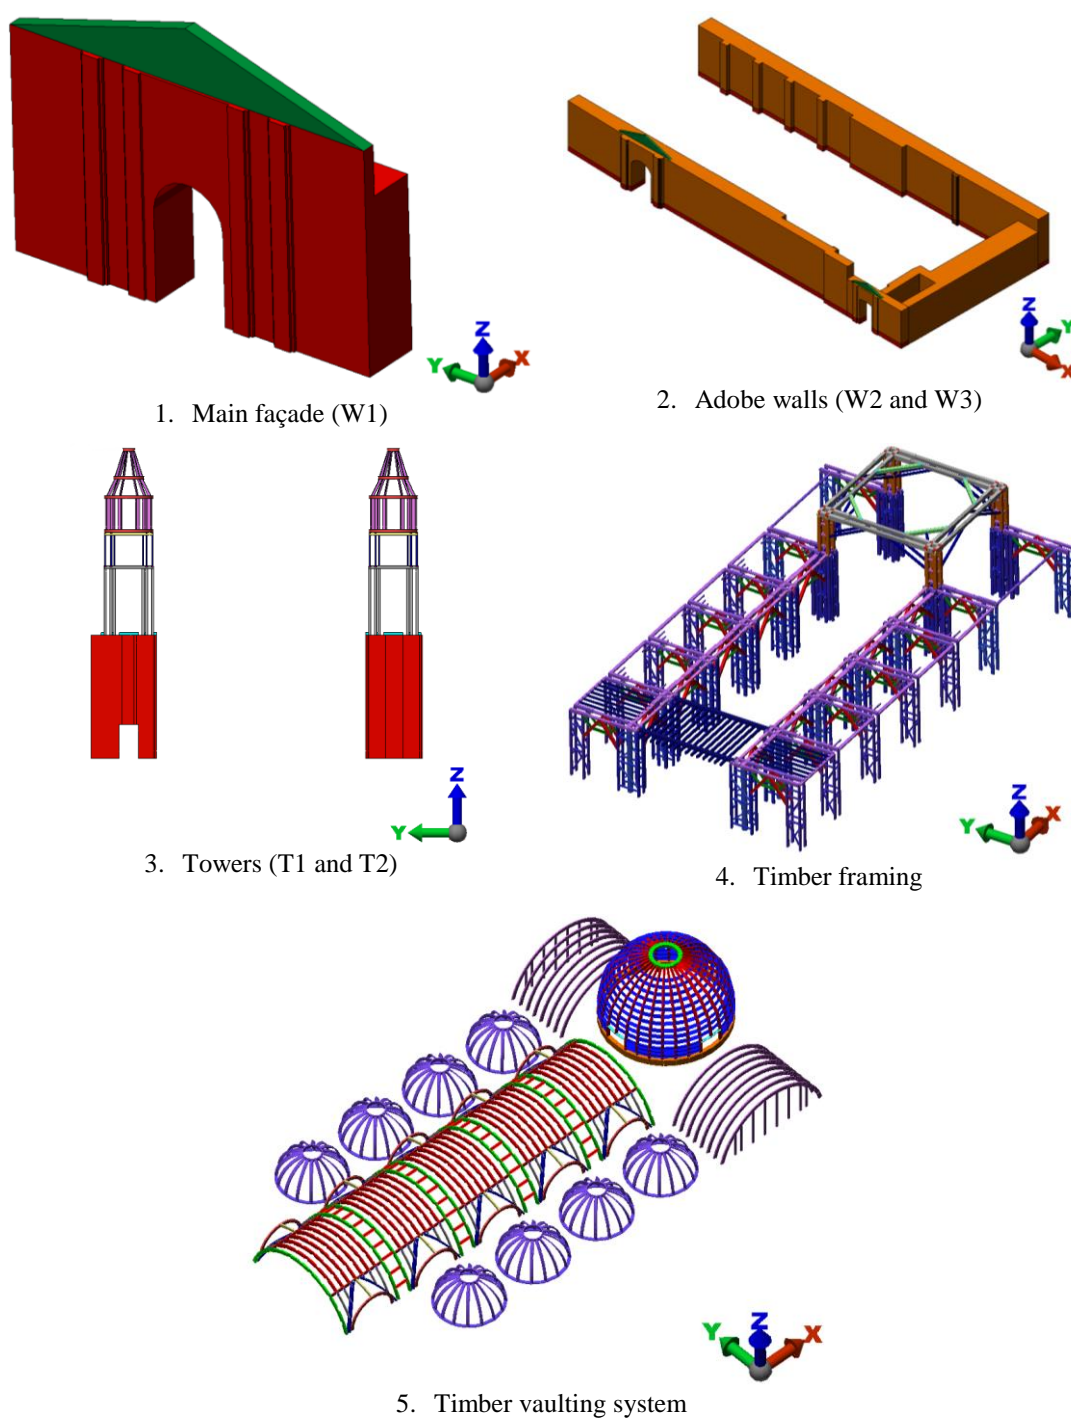 Z
Y
X
1. Main façade (W1)
Z
Y
X
2. Adobe walls (W2 and W3)
Z
Y
3. Towers (T1 and T2)
Z
Y
X
4. Timber framing
Y
Z
X
5. Timber vaulting system